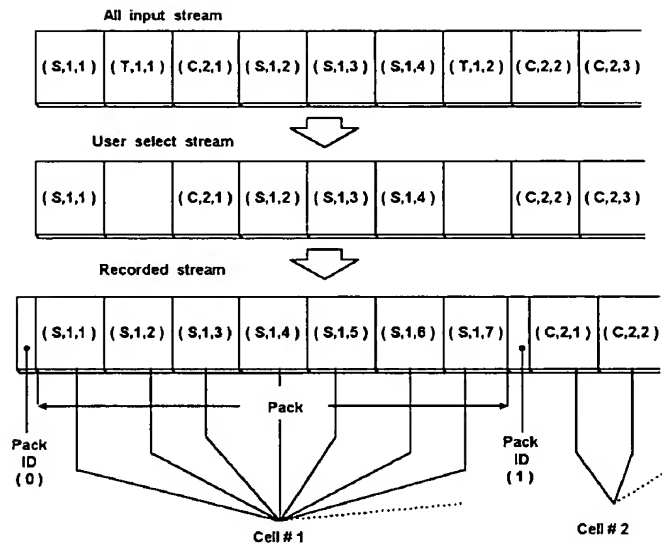 All input stream
( S,1,1 ) ( T,1,1 ) ( C,2,1 ) ( S,1,2 ) ( S,1,3 ) ( S,1,4 ) ( T,1,2 ) ( C,2,2 ) ( C,2,3 )
User select stream
( S,1,1 ) ( C,2,1 ) ( S,1,2 ) ( S,1,3 ) ( S,1,4 ) ( C,2,2 ) ( C,2,3 )
Recorded stream
( S,1,1 ) ( S,1,2 ) ( S,1,3 ) ( S,1,4 ) ( S,1,5 ) ( S,1,6 ) ( S,1,7 ) ( C,2,1 ) ( C,2,2 )
Pack
Pack
ID
( 0 )
Pack
ID
( 1 )
Cell # 1
Cell # 2